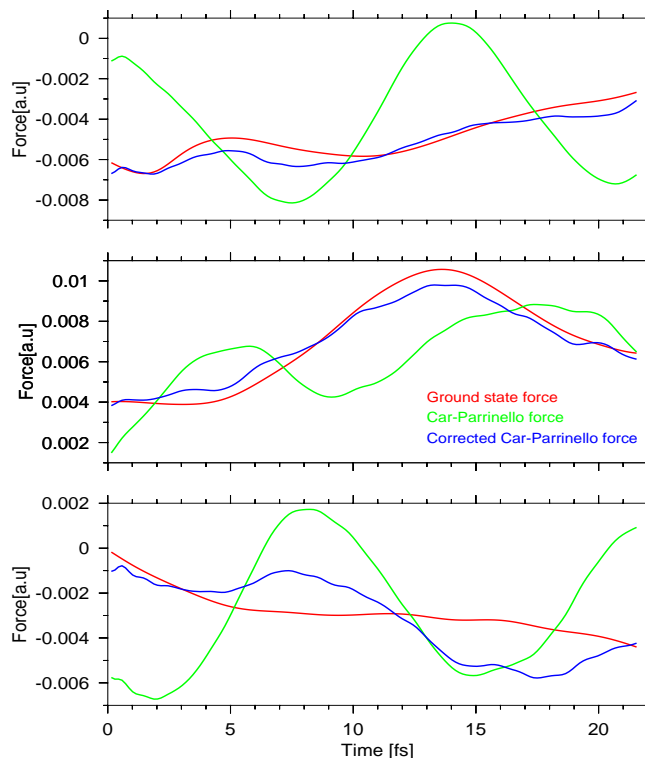 0
-0.002
-0.004
-0.006
-0.008
Force[a.u]
0.01
0.008
0.006
0.004
0.002
Force[a.u]
Ground state force
Car-Parrinello force
Corrected Car-Parrinello force
0.002
0
-0.002
-0.004
-0.006
Force[a.u]
0 5 10 15 20
Time [fs]